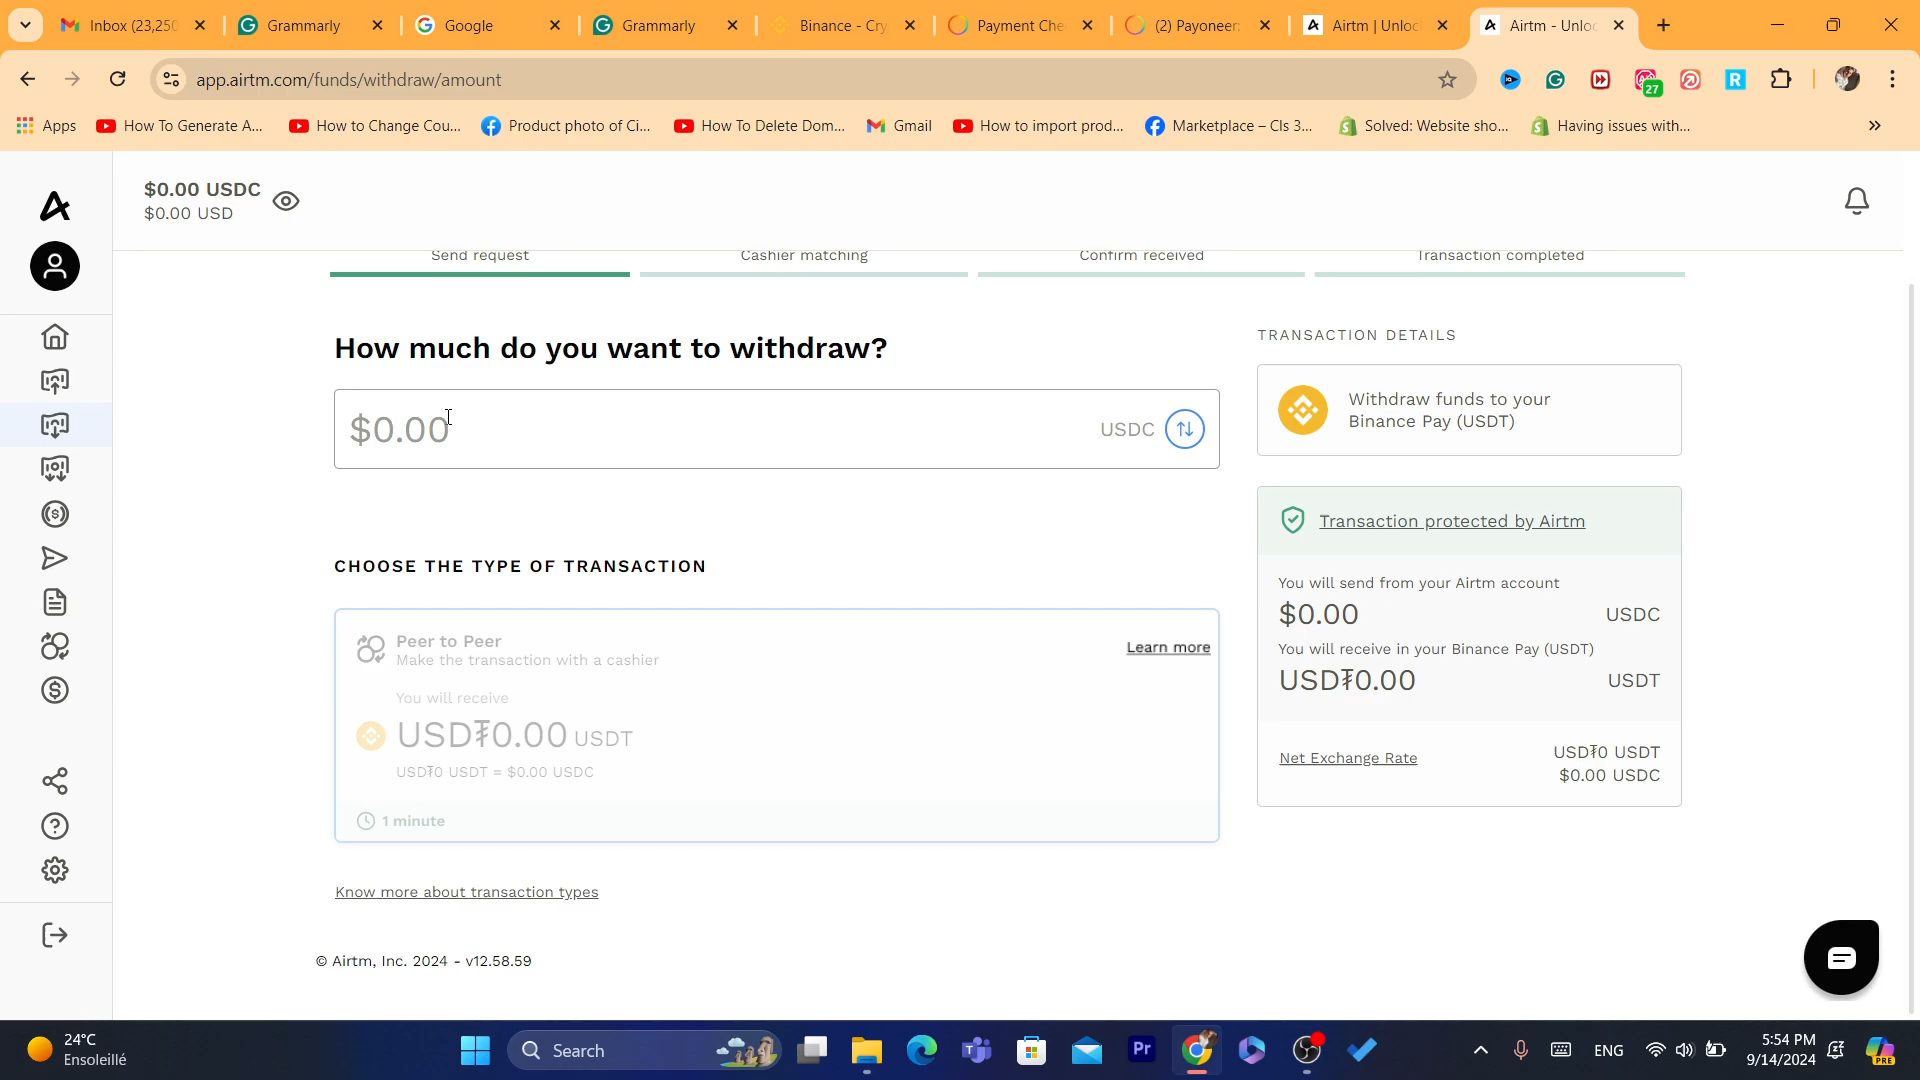 Inbox (23,250
Grammarly
Google
Grammarly
Binance - Cry
Payment Che
(2) Payoneer:
Airtm | Unloc
Airtm - Unloc
app.airtm.com/funds/withdraw/amount
27
Apps
How To Generate A...
How to Change Cou...
Product photo of Ci...
How To Delete Dom...
Gmail
How to import prod...
Marketplace – Cls 3...
Solved: Website sho...
Having issues with...
$0.00 USDC
$0.00 USD
Send request
Cashier matching
Confirm received
Transaction completed
How much do you want to withdraw?
$0.00
USDC
CHOOSE THE TYPE OF TRANSACTION
Peer to Peer
Make the transaction with a cashier
Learn more
You will receive
USD₮0.00 USDT
USD₮0 USDT = $0.00 USDC
1 minute
Know more about transaction types
© Airtm, Inc. 2024 - v12.58.59
TRANSACTION DETAILS
Withdraw funds to your
Binance Pay (USDT)
Transaction protected by Airtm
You will send from your Airtm account
$0.00 USDC
You will receive in your Binance Pay (USDT)
USD₮0.00 USDT
Net Exchange Rate
USD₮0 USDT
$0.00 USDC
24°C
Ensoleillé
Search
Pr
ENG
5:54 PM
9/14/2024
PRE